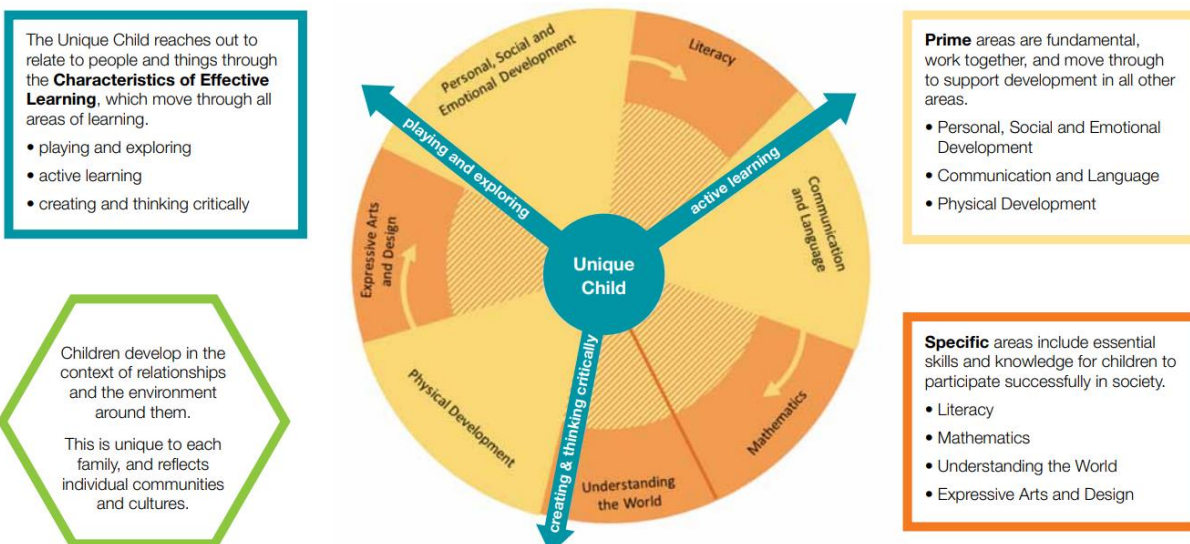 The Unique Child reaches out to
relate to people and things through
the Characteristics of Effective
Learning, which move through all
areas of learning.
• playing and exploring
• active learning
• creating and thinking critically
Children develop in the
context of relationships
and the environment
around them.
This is unique to each
family, and reflects
individual communities
and cultures.
Personal, Social and
Emotional Development
Literacy
playing and exploring
active learning
Communication
and Language
Expressive Arts
and Design
Unique
Child
Physical Development
creating & thinking critically
Mathematics
Understanding
the World
Prime areas are fundamental,
work together, and move through
to support development in all other
areas.
• Personal, Social and Emotional
Development
• Communication and Language
• Physical Development
Specific areas include essential
skills and knowledge for children to
participate successfully in society.
• Literacy
• Mathematics
• Understanding the World
• Expressive Arts and Design